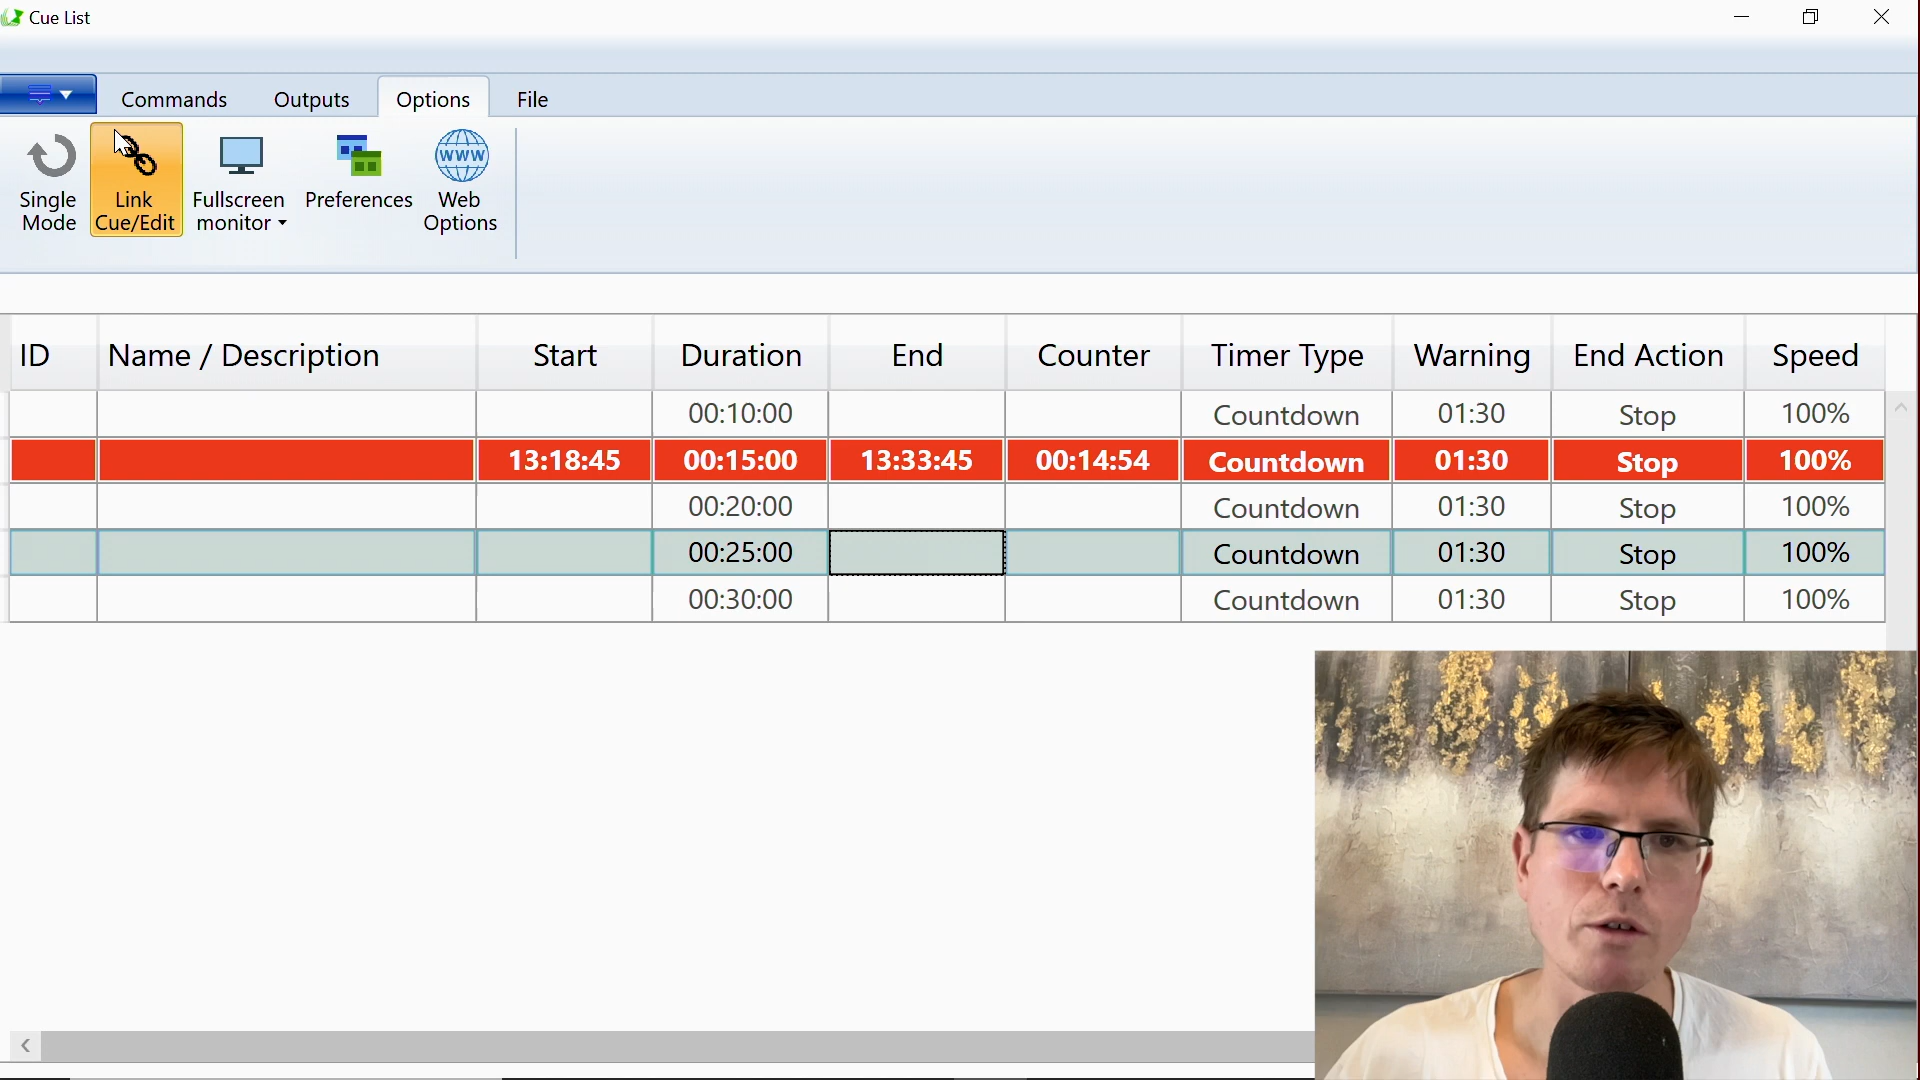 Cue List
Commands Outputs Options File
Single Mode
Link Cue/Edit
Fullscreen monitor
Preferences
WWW
Web Options
ID Name / Description Start Duration End Counter Timer Type Warning End Action Speed
00:10:00 Countdown 01:30 Stop 100%
13:18:45 00:15:00 13:33:45 00:14:54 Countdown 01:30 Stop 100%
00:20:00 Countdown 01:30 Stop 100%
00:25:00 Countdown 01:30 Stop 100%
00:30:00 Countdown 01:30 Stop 100%